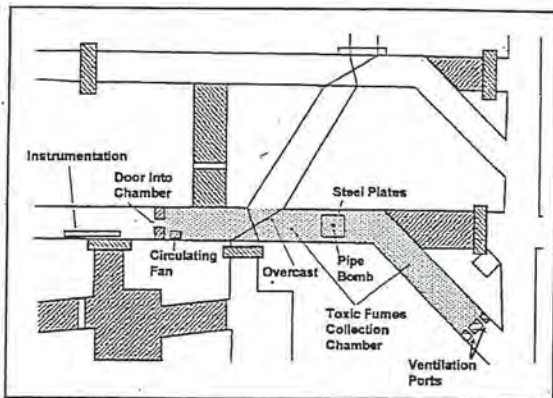 Instrumentation
Door Into
Chamber
Steel Plates
Circulating
Fan
Overcast
Pipe
Bomb
Toxic Fumes
Collection
Chamber
Ventilation
Ports